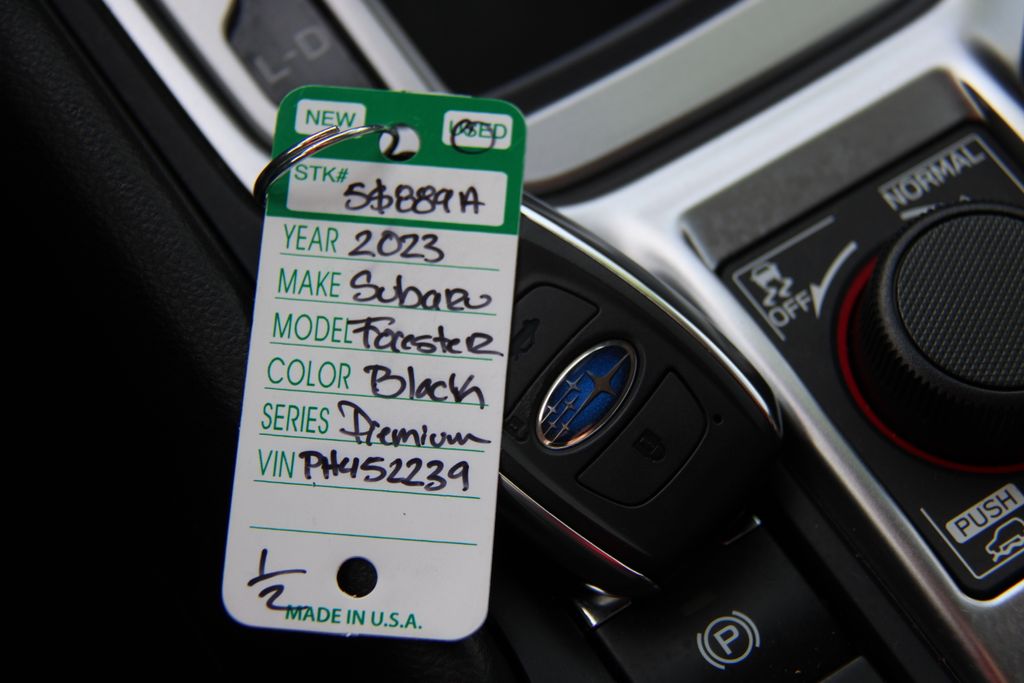 L-D
NEW USED
STK# S$889A
YEAR 2023
MAKE Subaru
MODEL Forester
COLOR Black
SERIES Premium
VIN PH452239
1/2
MADE IN U.S.A.
NORMAL
OFF
PUSH
P